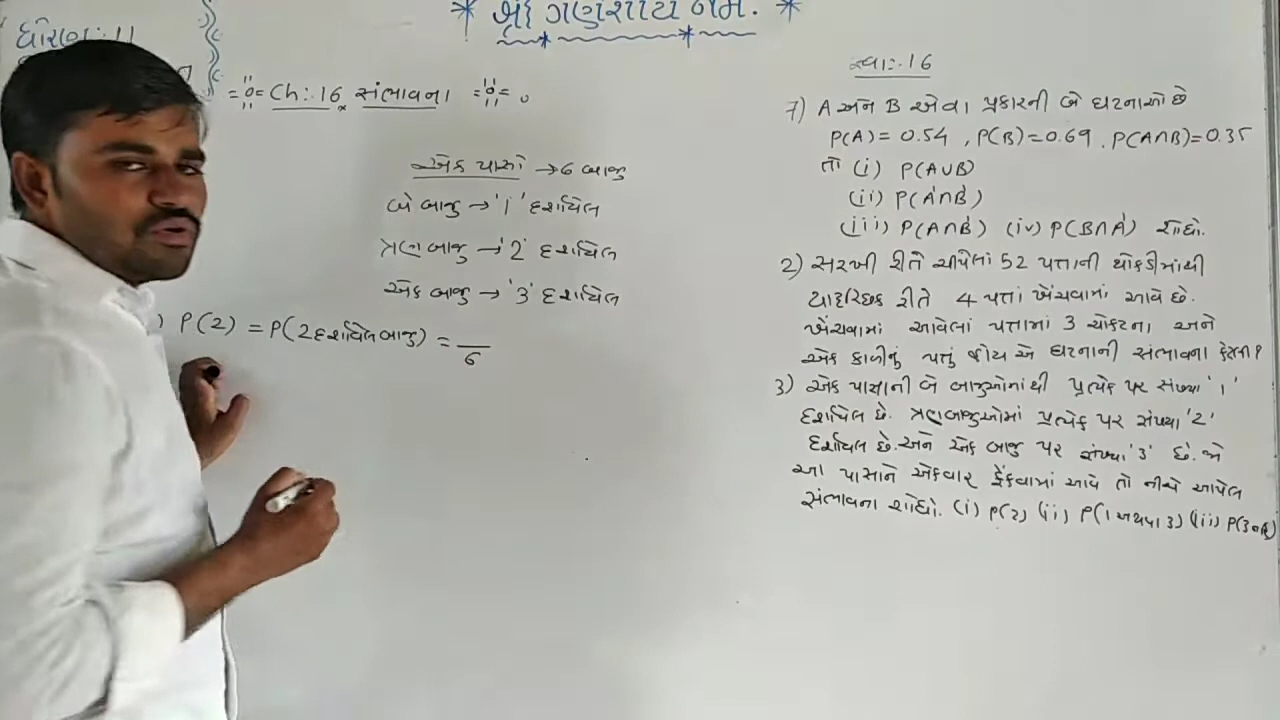 * શ્રી ગણેશાય નમ: *
ધોરણ: 11
Ch: 16 સંભાવના
એક પાસો → 6 બાજુ
બે બાજુ → '1' દર્શાવેલ
ત્રણ બાજુ → '2' દર્શાવેલ
એક બાજુ → '3' દર્શાવેલ
) P(2) = P(2 દર્શાવેલ બાજુ) = — / 6
સ્વા: 16
7) A અને B એવા પ્રકારની બે ઘટનાઓ છે
P(A) = 0.54 , P(B) = 0.69 , P(A∩B) = 0.35
તો (i) P(A∪B)
(ii) P(A'∩B')
(iii) P(A∩B') (iv) P(B∩A') શોધો.
2) સરખી રીતે ચીપેલાં 52 પત્તાની થોકડીમાંથી
યાદચ્છિક રીતે 4 પત્તાં ખેંચવામાં આવે છે.
ખેંચવામાં આવેલાં પત્તામાં 3 ચોકટના અને
એક કાળીનું પત્તું હોય એ ઘટનાની સંભાવના કેટલી?
3) એક પાસાની બે બાજુઓમાંથી પ્રત્યેક પર સંખ્યા '1'
દર્શાવેલ છે. ત્રણ બાજુઓમાં પ્રત્યેક પર સંખ્યા '2'
દર્શાવેલ છે. અને એક બાજુ પર સંખ્યા '3' છે. જો
આ પાસાને એકવાર ફેંકવામાં આવે તો નીચે આપેલ
સંભાવના શોધો. (i) P(2) (ii) P(1 અથવા 3) (iii) P(3 નહિ)